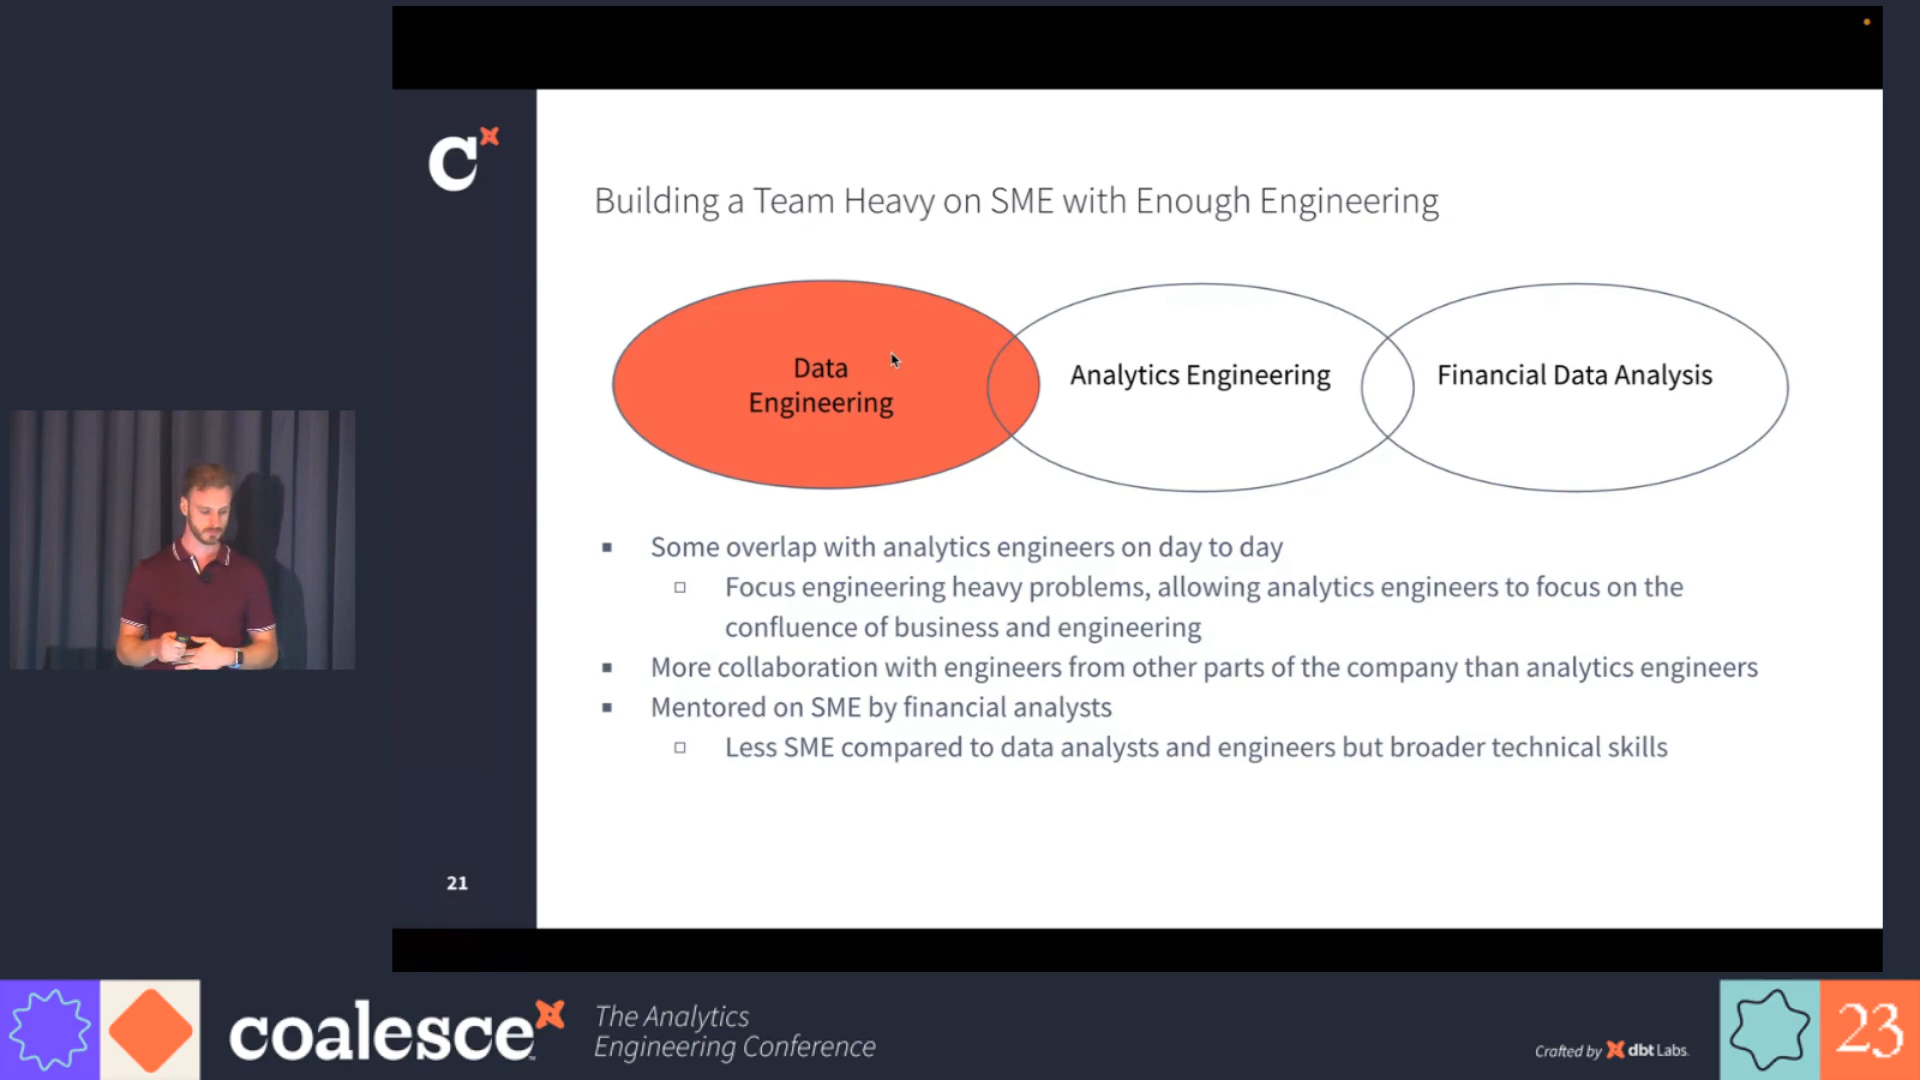 C
Building a Team Heavy on SME with Enough Engineering
Data
Engineering
Analytics Engineering
Financial Data Analysis
Some overlap with analytics engineers on day to day
Focus engineering heavy problems, allowing analytics engineers to focus on the
confluence of business and engineering
More collaboration with engineers from other parts of the company than analytics engineers
Mentored on SME by financial analysts
Less SME compared to data analysts and engineers but broader technical skills
21
coalesce
The Analytics
Engineering Conference
Crafted by dbt Labs.
23